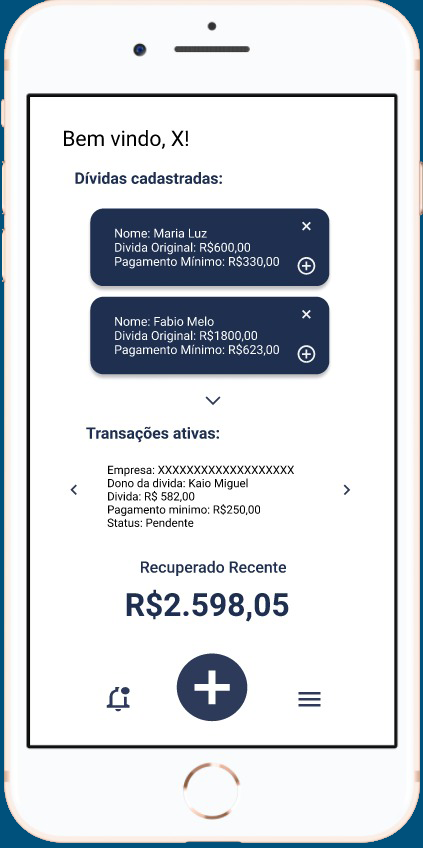 Bem vindo, X!
Dívidas cadastradas:
Nome: Maria Luz
Divida Original: R$600,00
Pagamento Mínimo: R$330,00
Nome: Fabio Melo
Divida Original: R$1800,00
Pagamento Mínimo: R$623,00
Transações ativas:
Empresa: XXXXXXXXXXXXXXXXXXX
Dono da divida: Kaio Miguel
Divida: R$ 582,00
Pagamento minimo: R$250,00
Status: Pendente
Recuperado Recente
R$2.598,05